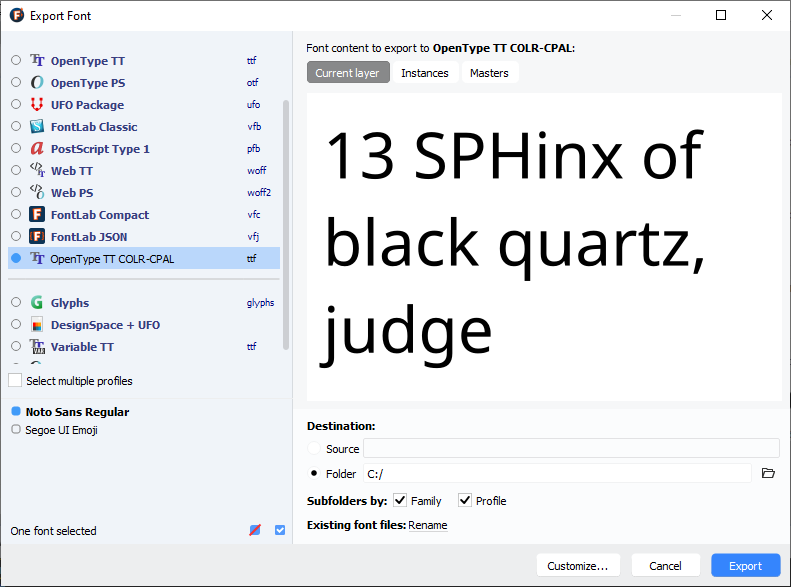 Export Font
OpenType TT ttf
OpenType PS otf
UFO Package ufo
FontLab Classic vfb
PostScript Type 1 pfb
Web TT woff
Web PS woff2
FontLab Compact vfc
FontLab JSON vfj
OpenType TT COLR-CPAL ttf
Glyphs glyphs
DesignSpace + UFO
Variable TT ttf
Select multiple profiles
Noto Sans Regular
Segoe UI Emoji
One font selected
Font content to export to OpenType TT COLR-CPAL:
Current layer Instances Masters
13 SPHinx of
black quartz,
judge
Destination:
Source
Folder C:/
Subfolders by: Family Profile
Existing font files: Rename
Customize... Cancel Export